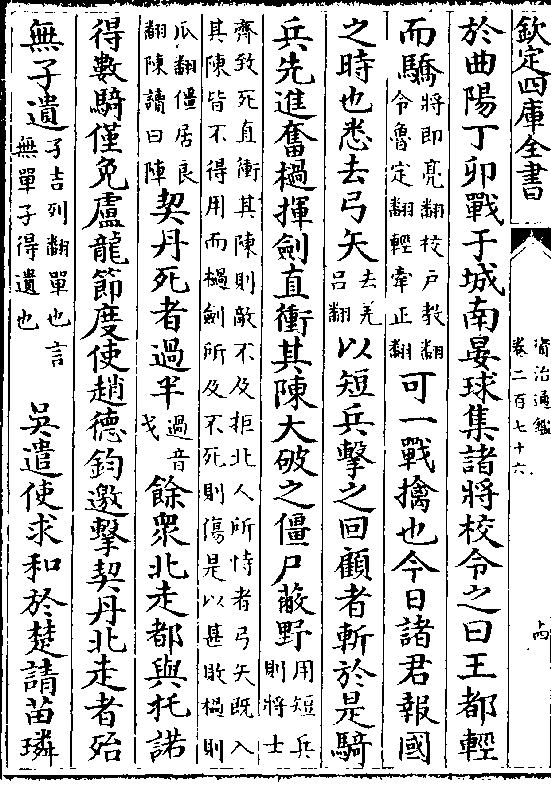 欽定四庫全書
資治通鑑
卷二百七十六
於曲陽丁卯戰于城南晏球集諸將校令之曰王都輕
而驕將即亮翻校戶教翻令魯定翻輕牽正翻可一戰擒也今日諸君報國
之時也悉去弓矢去羌呂翻以短兵擊之回顧者斬於是騎
兵先進奮檛揮劍直衝其陳大破之僵尸蔽野用短兵則將士
齊致死直衝其陳則敵不及拒北人所恃者弓矢既入
其陳皆不得用而檛劍所及不死則傷是以甚敗檛則
瓜翻僵居良翻陳讀曰陣契丹死者過半過音戈餘衆北走都與托諾
得數騎僅免盧龍節度使趙德鈞邀擊契丹北走者殆
無孑遺孑吉列翻單也言無單孑得遺也 吳遣使求和於楚請苗璘